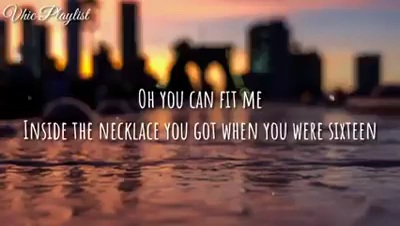 Vhic Playlist
Oh you can fit me
Inside the necklace you got when you were sixteen